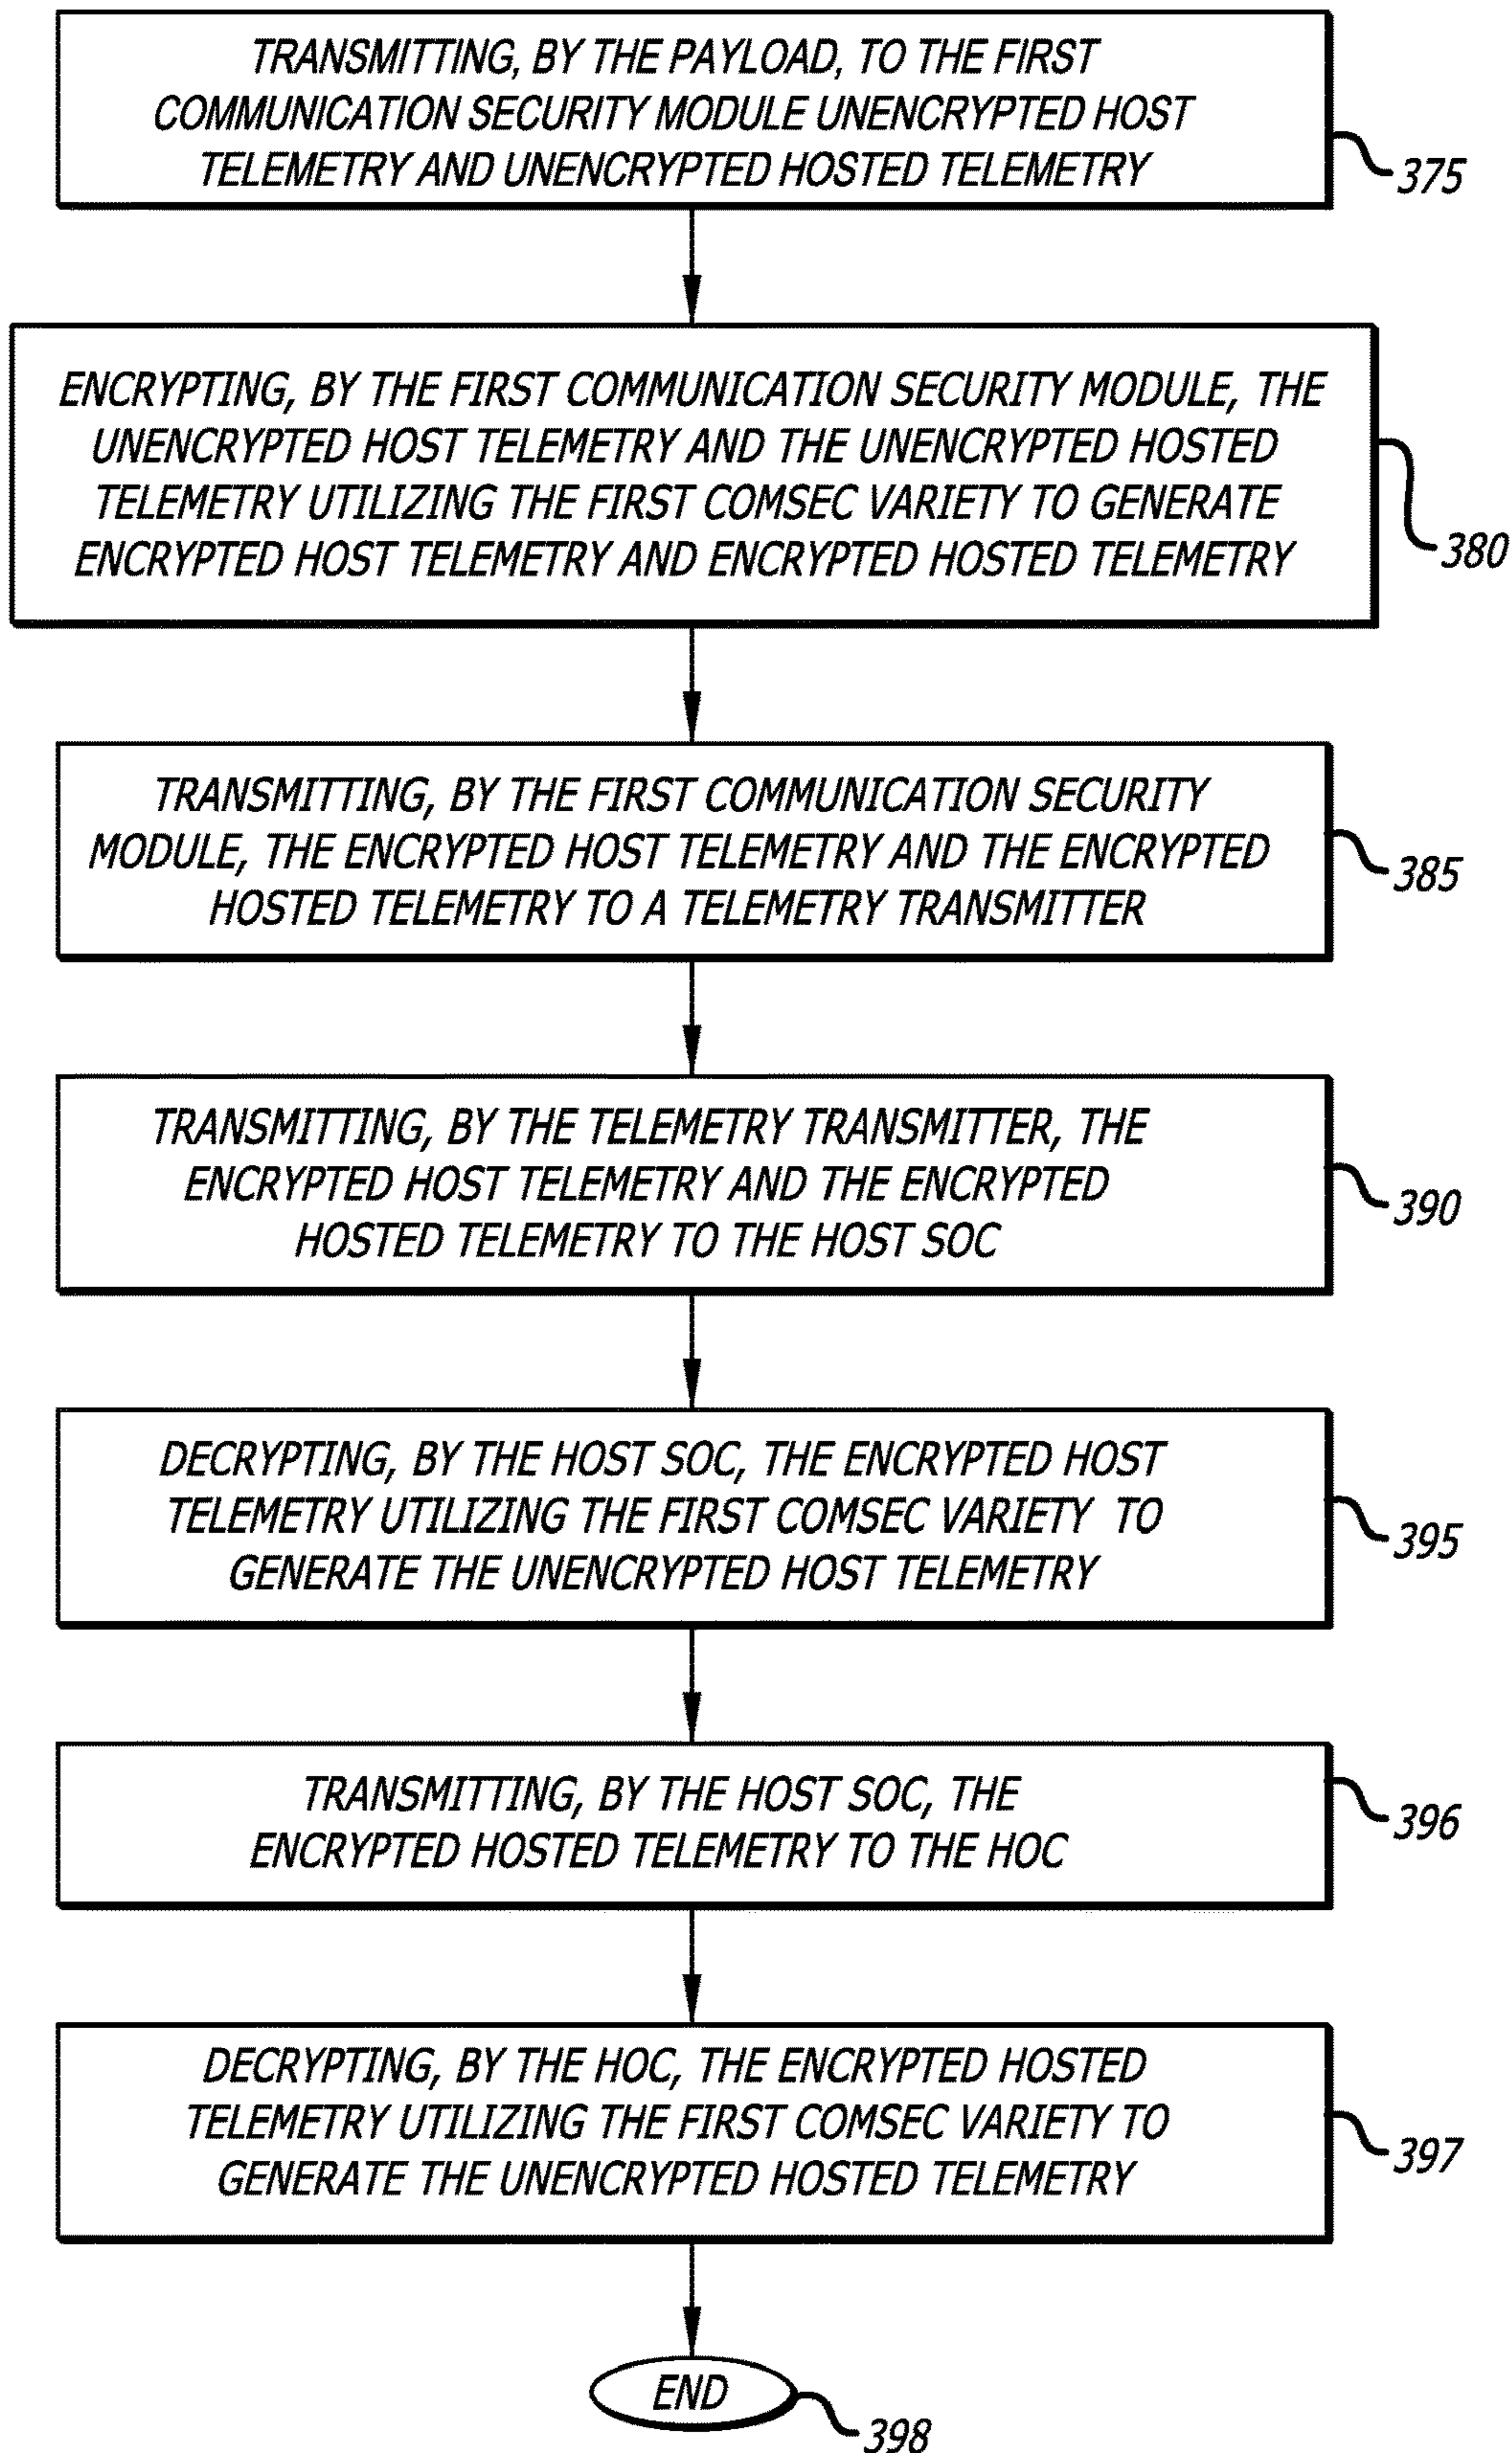 TRANSMITTING, BY THE PAYLOAD, TO THE FIRST
COMMUNICATION SECURITY MODULE UNENCRYPTED HOST
TELEMETRY AND UNENCRYPTED HOSTED TELEMETRY
375
ENCRYPTING, BY THE FIRST COMMUNICATION SECURITY MODULE, THE
UNENCRYPTED HOST TELEMETRY AND THE UNENCRYPTED HOSTED
TELEMETRY UTILIZING THE FIRST COMSEC VARIETY TO GENERATE
ENCRYPTED HOST TELEMETRY AND ENCRYPTED HOSTED TELEMETRY
380
TRANSMITTING, BY THE FIRST COMMUNICATION SECURITY
MODULE, THE ENCRYPTED HOST TELEMETRY AND THE ENCRYPTED
HOSTED TELEMETRY TO A TELEMETRY TRANSMITTER
385
TRANSMITTING, BY THE TELEMETRY TRANSMITTER, THE
ENCRYPTED HOST TELEMETRY AND THE ENCRYPTED
HOSTED TELEMETRY TO THE HOST SOC
390
DECRYPTING, BY THE HOST SOC, THE ENCRYPTED HOST
TELEMETRY UTILIZING THE FIRST COMSEC VARIETY TO
GENERATE THE UNENCRYPTED HOST TELEMETRY
395
TRANSMITTING, BY THE HOST SOC, THE
ENCRYPTED HOSTED TELEMETRY TO THE HOC
396
DECRYPTING, BY THE HOC, THE ENCRYPTED HOSTED
TELEMETRY UTILIZING THE FIRST COMSEC VARIETY TO
GENERATE THE UNENCRYPTED HOSTED TELEMETRY
397
END
398